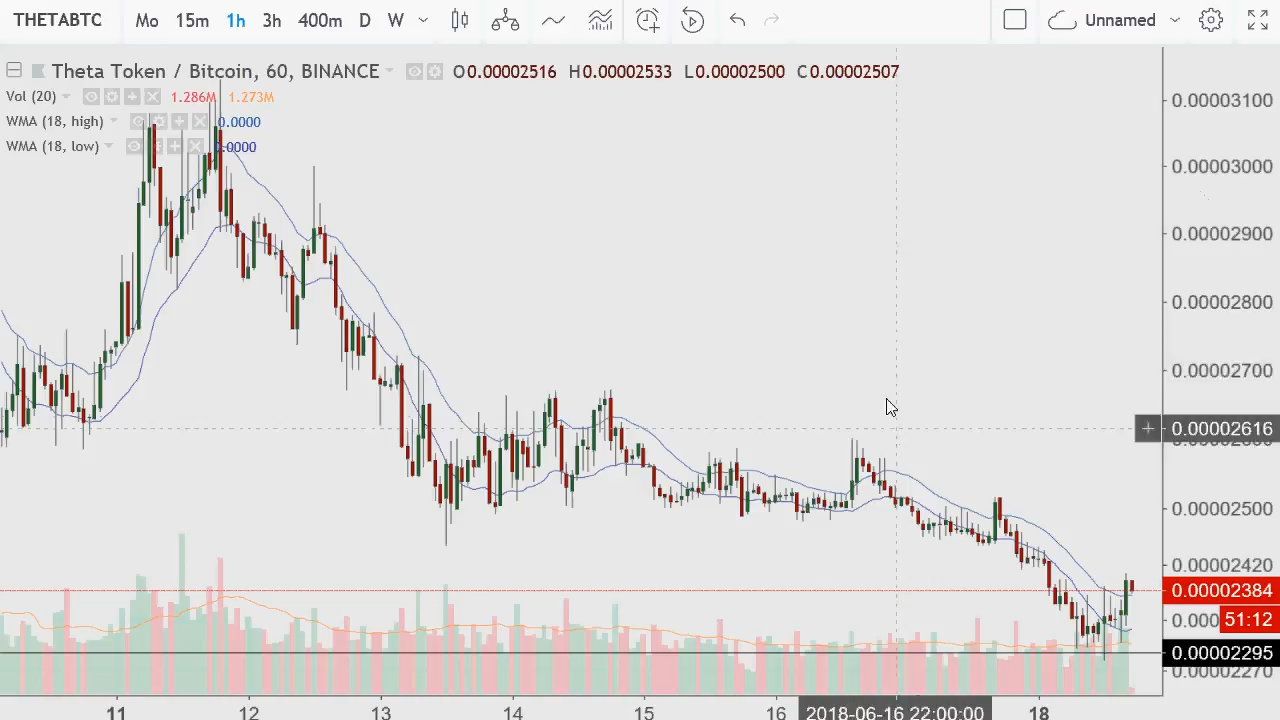 THETABTC Mo 15m 1h 3h 400m D W Unnamed
Theta Token / Bitcoin, 60, BINANCE O0.00002516 H0.00002533 L0.00002500 C0.00002507
Vol (20) 1.286M 1.273M
WMA (18, high) 0.0000
WMA (18, low) 0.0000
0.00003100
0.00003000
0.00002900
0.00002800
0.00002700
0.00002616
0.00002500
0.00002420
0.00002384
51:12
0.00002295
0.00002270
11 12 13 14 15 16 2018-06-16 22:00:00 18